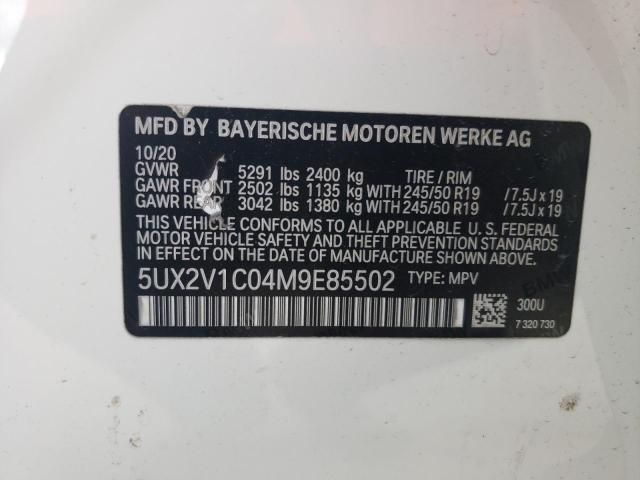 MFD BY BAYERISCHE MOTOREN WERKE AG
10/20
GVWR 5291 lbs 2400 kg TIRE / RIM
GAWR FRONT 2502 lbs 1135 kg WITH 245/50 R19 / 7.5J x 19
GAWR REAR 3042 lbs 1380 kg WITH 245/50 R19 / 7.5J x 19
THIS VEHICLE CONFORMS TO ALL APPLICABLE U. S. FEDERAL
MOTOR VEHICLE SAFETY AND THEFT PREVENTION STANDARDS
IN EFFECT ON THE DATE OF MANUFACTURE SHOWN ABOVE.
5UX2V1C04M9E85502 TYPE: MPV
300U
7 320 730